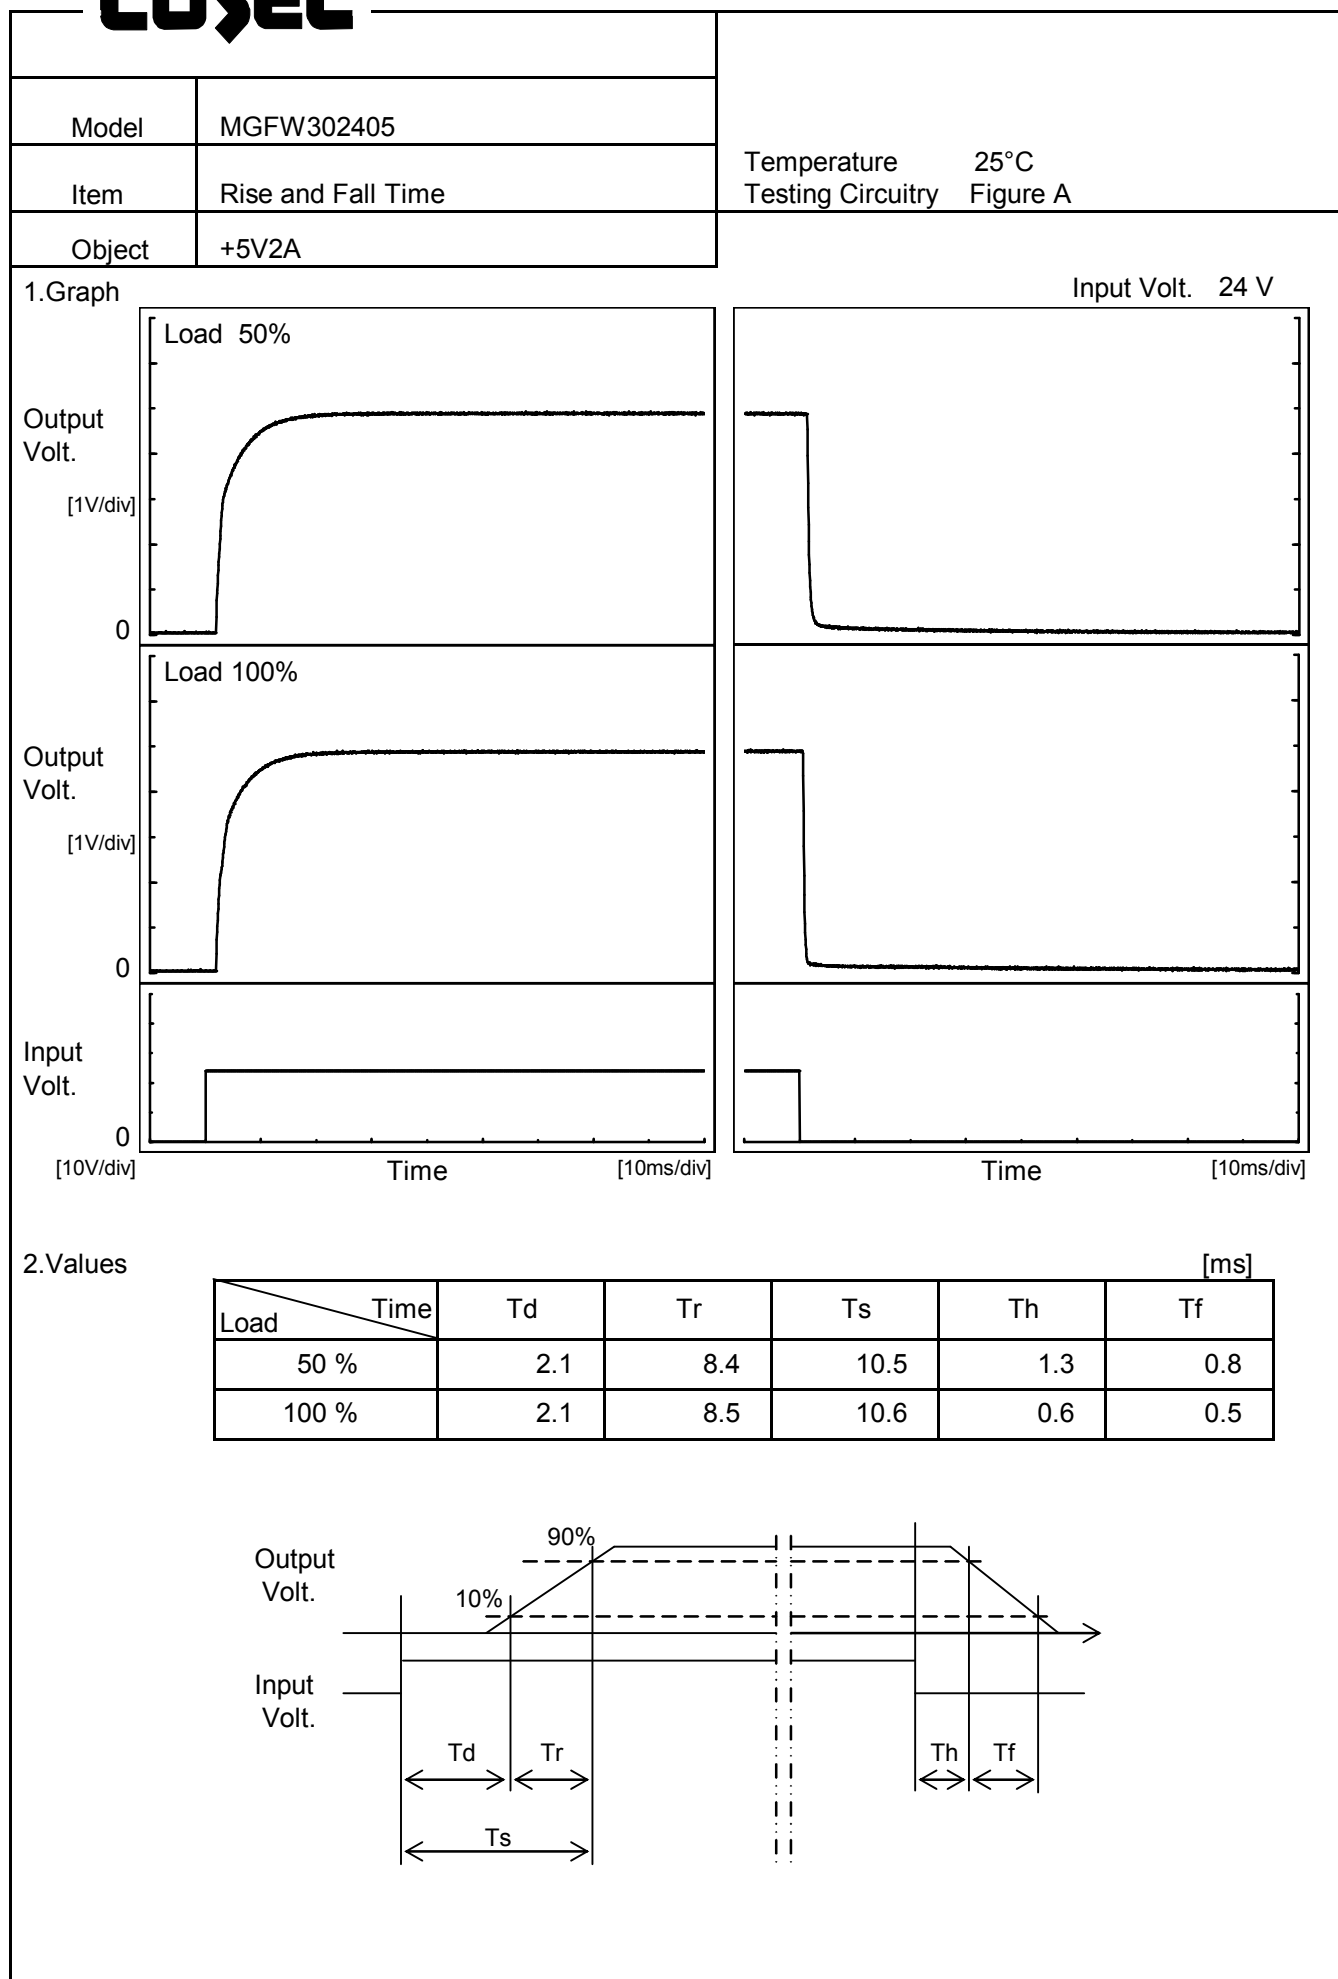 COSEL
Model MGFW302405
Item Rise and Fall Time
Object +5V2A
Temperature 25°C
Testing Circuitry Figure A
1.Graph
Input Volt. 24 V
Load 50%
Output
Volt.
[1V/div]
0
Load 100%
Output
Volt.
[1V/div]
0
Input
Volt.
0
[10V/div] Time [10ms/div] Time [10ms/div]
2.Values [ms]
Time
Load
Td Tr Ts Th Tf
50 % 2.1 8.4 10.5 1.3 0.8
100 % 2.1 8.5 10.6 0.6 0.5
90%
Output
Volt.
10%
Input
Volt.
Td Tr Th Tf
Ts